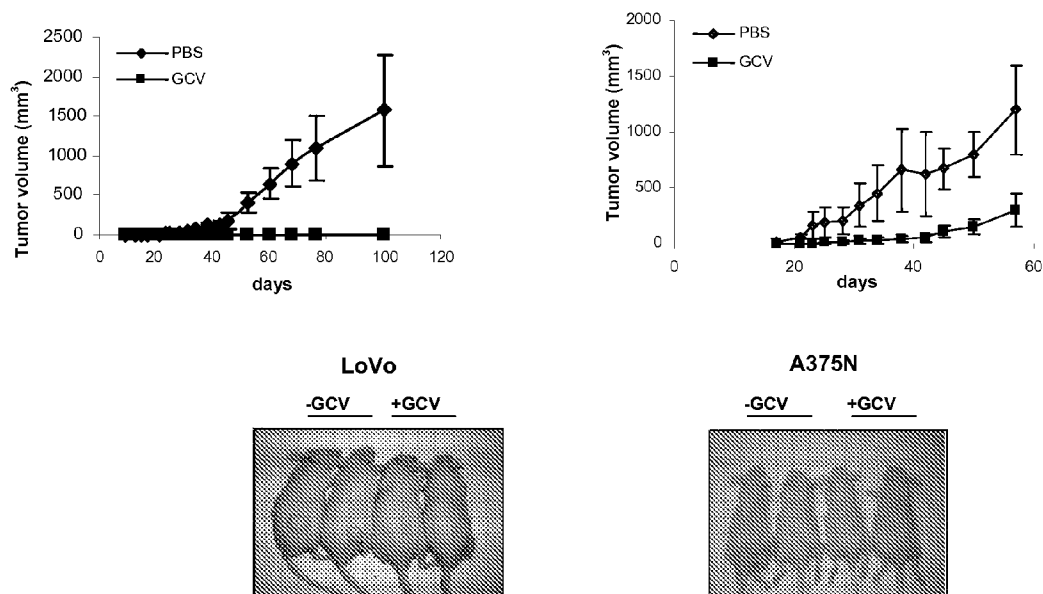 2500
2000
1500
1000
500
0
Tumor volume (mm³)
PBS
GCV
0 20 40 60 80 100 120
days
2000
1500
1000
500
0
Tumor volume (mm³)
PBS
GCV
0 20 40 60
days
LoVo
-GCV +GCV
A375N
-GCV +GCV